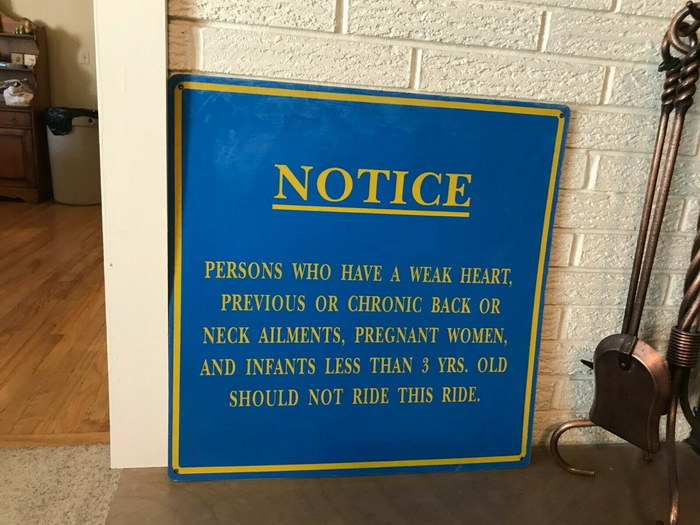 NOTICE
PERSONS WHO HAVE A WEAK HEART,
PREVIOUS OR CHRONIC BACK OR
NECK AILMENTS, PREGNANT WOMEN,
AND INFANTS LESS THAN 3 YRS. OLD
SHOULD NOT RIDE THIS RIDE.